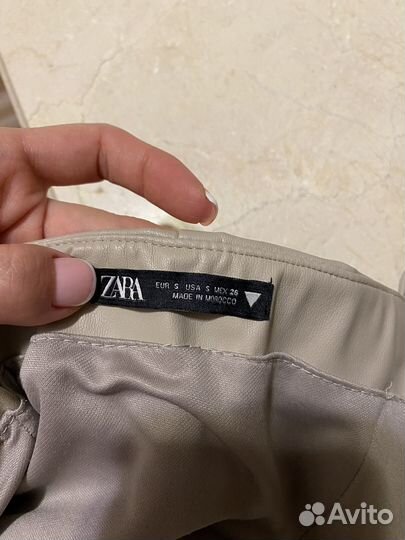 ZARA
EUR S USA S MEX 26
MADE IN MOROCCO
Avito